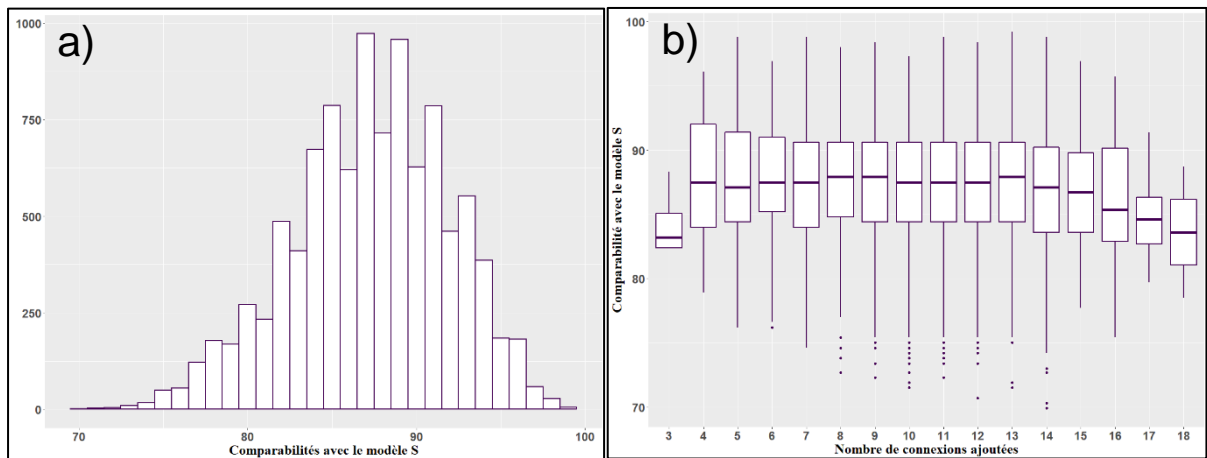 a)
1000
750
500
250
0
70 80 90 100
Comparabilités avec le modèle S
b)
100
90
80
70
Comparabilité avec le modèle S
3 4 5 6 7 8 9 10 11 12 13 14 15 16 17 18
Nombre de connexions ajoutées